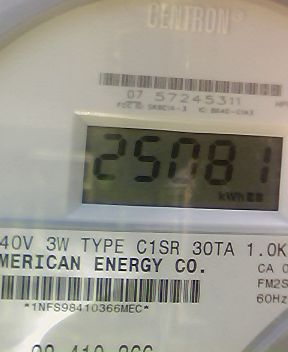 CENTRON®
07 57245311
25081
kWh
40V 3W TYPE C1SR 30TA 1.0K
MERICAN ENERGY CO.
CA 0
FM2S
60Hz
*1NFS98410366MEC*